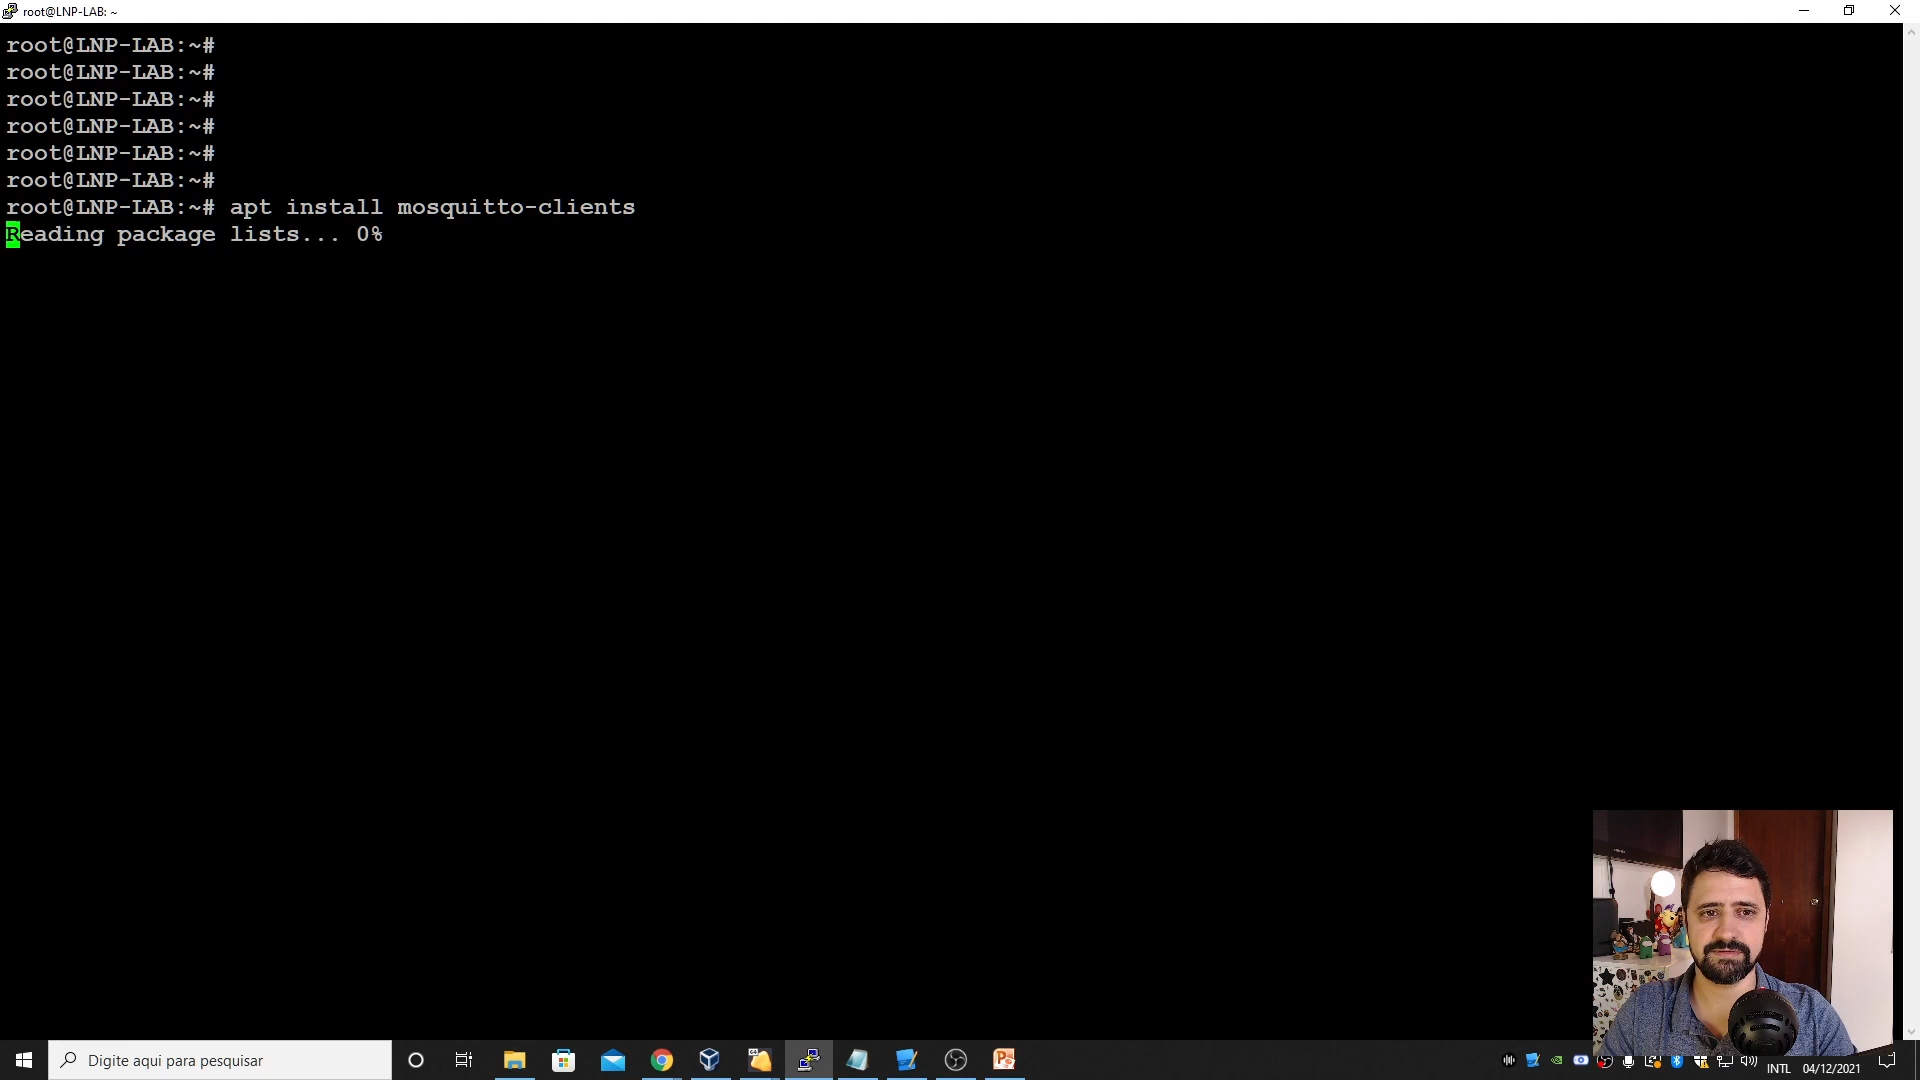 root@LNP-LAB: ~
root@LNP-LAB:~#
root@LNP-LAB:~#
root@LNP-LAB:~#
root@LNP-LAB:~#
root@LNP-LAB:~#
root@LNP-LAB:~#
root@LNP-LAB:~# apt install mosquitto-clients
Reading package lists... 0%
Digite aqui para pesquisar
INTL
04/12/2021